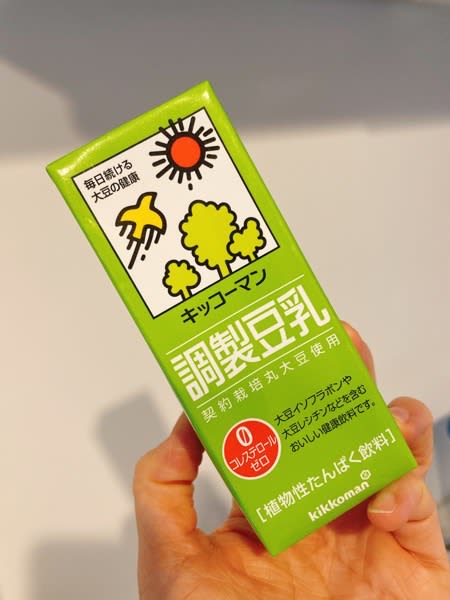 毎日続ける
大豆の健康
キッコーマン
調製豆乳
契約栽培丸大豆使用
0
コレステロール
ゼロ
大豆イソフラボンや
大豆レシチンなどを含む
おいしい健康飲料です。
[植物性たんぱく飲料]
kikkoman